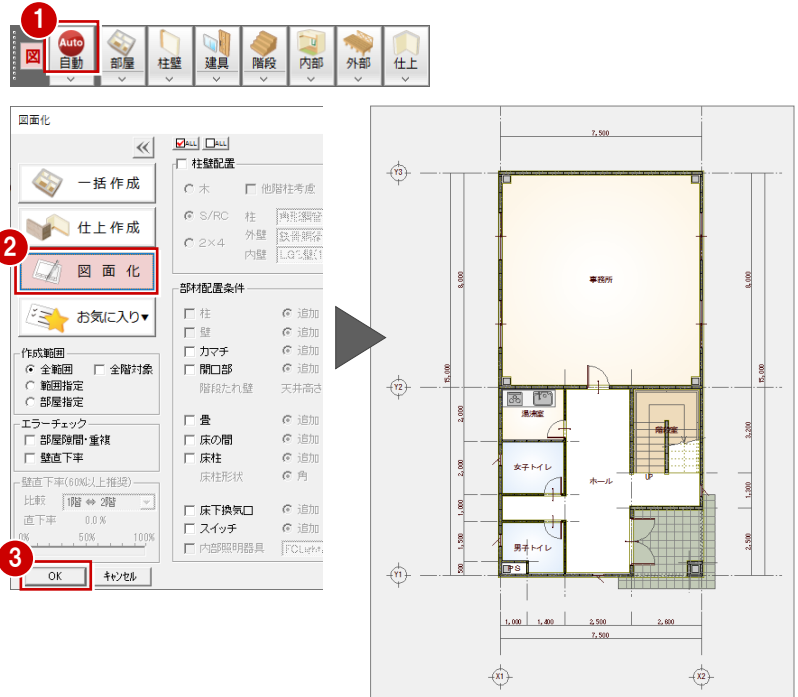 1
図
Auto
自動
部屋
柱壁
建具
階段
内部
外部
仕上
図面化
ALL
ALL
一括作成
仕上作成
2
図面化
お気に入り▾
作成範囲
全範囲
全階対象
範囲指定
部屋指定
エラーチェック
部屋隙間・重複
壁直下率
壁直下率(60%以上推奨)
比較
1階 ⇔ 2階
直下率
0.0 %
0%
50%
100%
3
OK
キャンセル
柱壁配置
木
他階柱考慮
S/RC
柱
角形鋼管
2×4
外壁
鉄骨鋼
内壁
部材配置条件
柱
追加
壁
追加
カマチ
追加
開口部
追加
階段たれ壁
天井高さ
畳
追加
床の間
追加
床柱
追加
床柱形状
角
床下換気口
追加
スイッチ
追加
内部照明器具
7,500
Y3
8,000
8,000
事務所
15,000
15,000
Y2
湯沸室
階段室
2,000
3,200
女子トイレ
ホール
UP
2,000
1,300
1,000
男子トイレ
1,500
2,500
PS
500
Y1
1,000
1,400
2,500
2,600
7,500
X1
X2